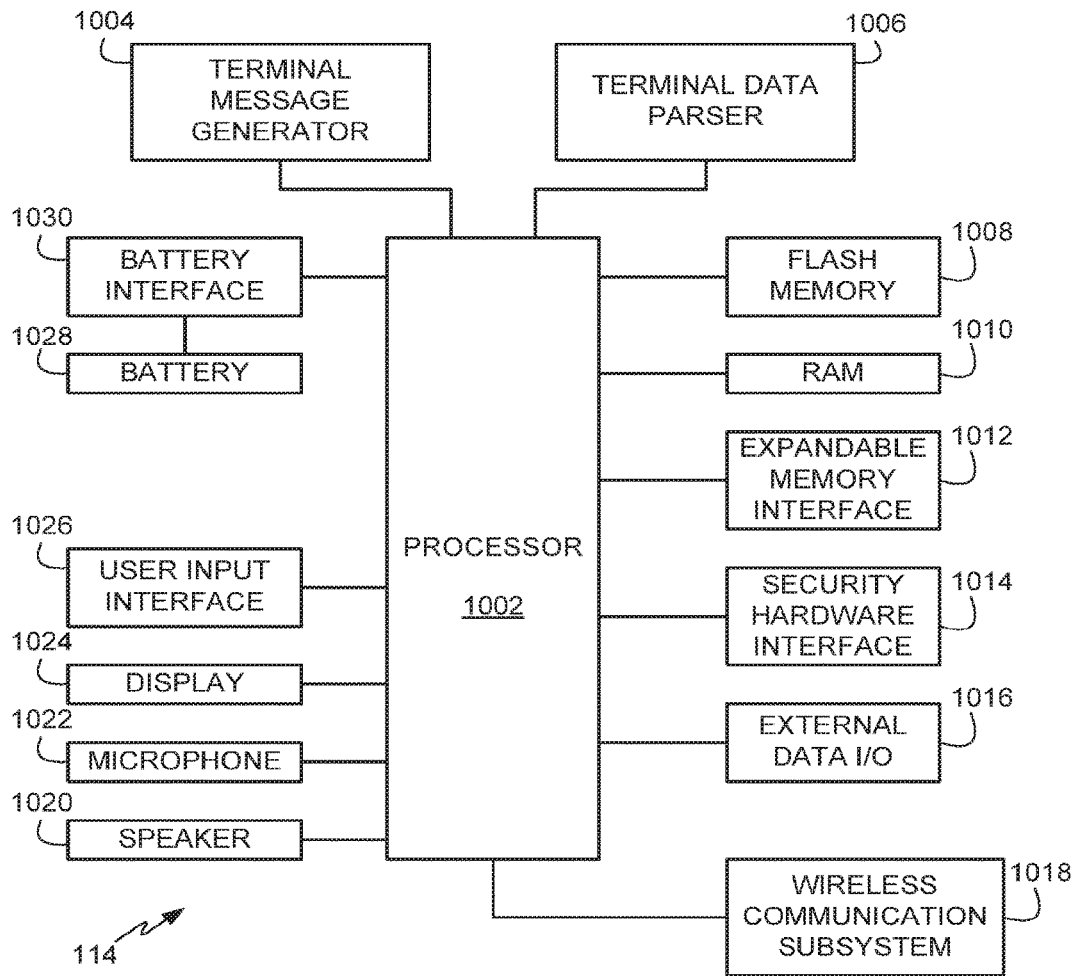 1004
TERMINAL
MESSAGE
GENERATOR
1006
TERMINAL DATA
PARSER
1030
BATTERY
INTERFACE
1028
BATTERY
1026
USER INPUT
INTERFACE
1024
DISPLAY
1022
MICROPHONE
1020
SPEAKER
114
PROCESSOR
1002
1008
FLASH
MEMORY
1010
RAM
1012
EXPANDABLE
MEMORY
INTERFACE
1014
SECURITY
HARDWARE
INTERFACE
1016
EXTERNAL
DATA I/O
1018
WIRELESS
COMMUNICATION
SUBSYSTEM